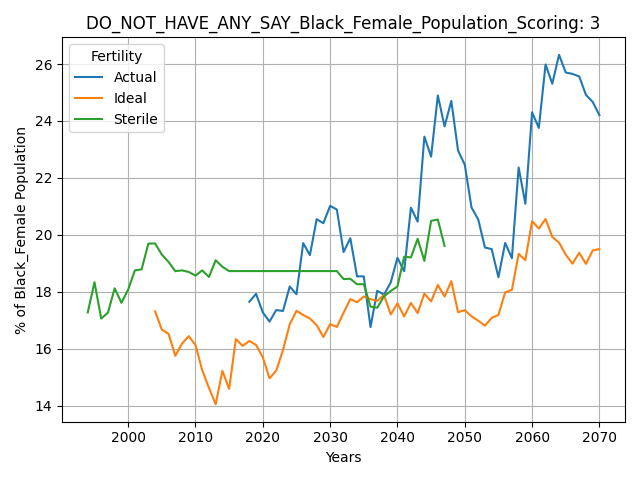 DO_NOT_HAVE_ANY_SAY_Black_Female_Population_Scoring: 3
Fertility
Actual
Ideal
Sterile
% of Black_Female Population
26
24
22
20
18
16
14
2000 2010 2020 2030 2040 2050 2060 2070
Years